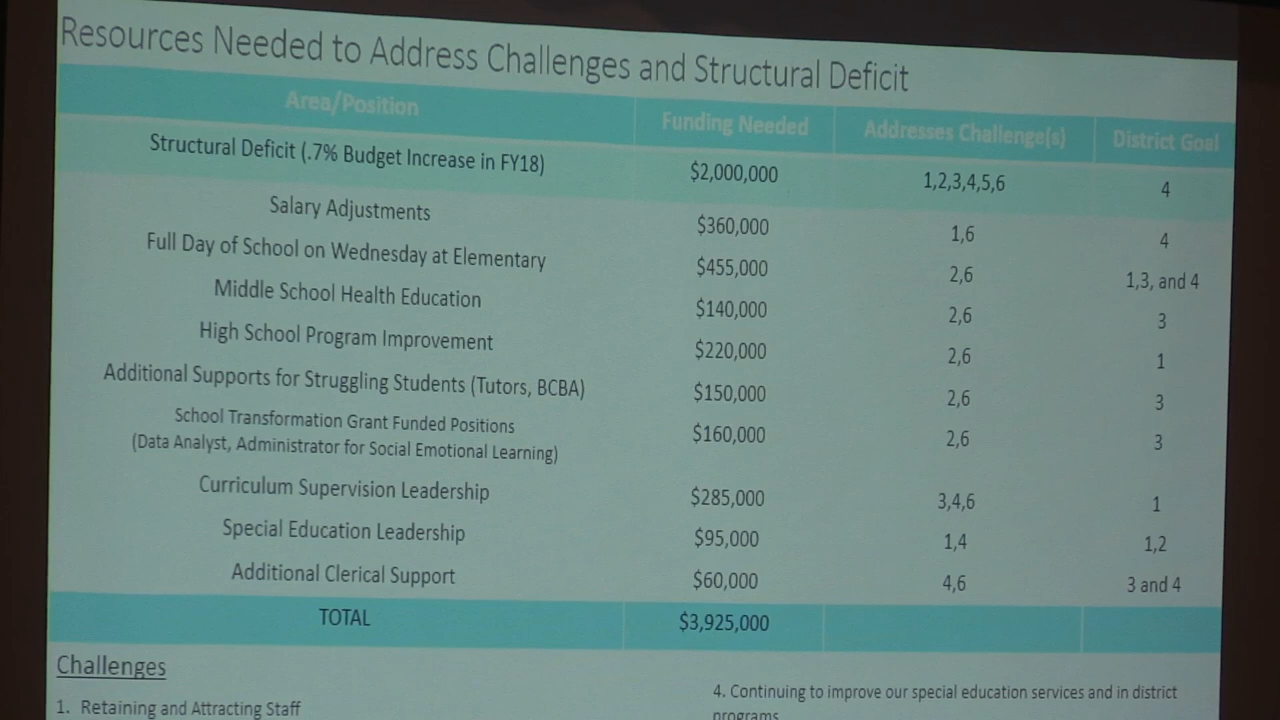 Resources Needed to Address Challenges and Structural Deficit
Area/Position Funding Needed Addresses Challenge(s) District Goal
Structural Deficit (.7% Budget Increase in FY18) $2,000,000 1,2,3,4,5,6 4
Salary Adjustments $360,000 1,6 4
Full Day of School on Wednesday at Elementary $455,000 2,6 1,3, and 4
Middle School Health Education $140,000 2,6 3
High School Program Improvement $220,000 2,6 1
Additional Supports for Struggling Students (Tutors, BCBA) $150,000 2,6 3
School Transformation Grant Funded Positions
(Data Analyst, Administrator for Social Emotional Learning) $160,000 2,6 3
Curriculum Supervision Leadership $285,000 3,4,6 1
Special Education Leadership $95,000 1,4 1,2
Additional Clerical Support $60,000 4,6 3 and 4
TOTAL $3,925,000
Challenges
1. Retaining and Attracting Staff
4. Continuing to improve our special education services and in district
programs